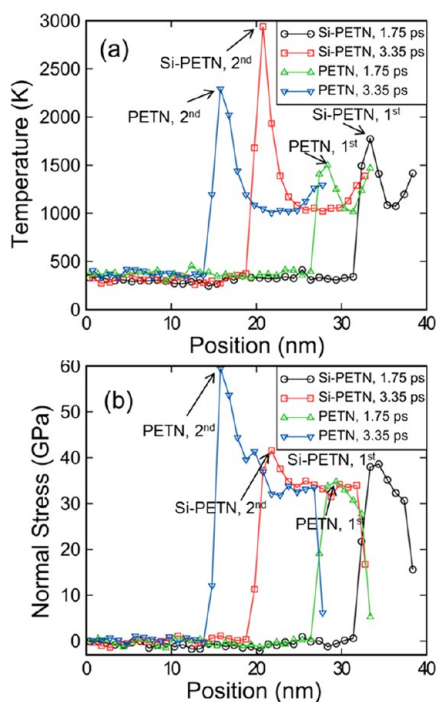 (a)
Si-PETN, 1.75 ps
Si-PETN, 3.35 ps
PETN, 1.75 ps
PETN, 3.35 ps
Si-PETN, 2nd
PETN, 2nd
Si-PETN, 1st
PETN, 1st
Temperature (K)
3000
2500
2000
1500
1000
500
0
0 10 20 30 40
Position (nm)
(b)
Si-PETN, 1.75 ps
Si-PETN, 3.35 ps
PETN, 1.75 ps
PETN, 3.35 ps
PETN, 2nd
Si-PETN, 1st
Si-PETN, 2nd
PETN, 1st
Normal Stress (GPa)
60
50
40
30
20
10
0
0 10 20 30 40
Position (nm)